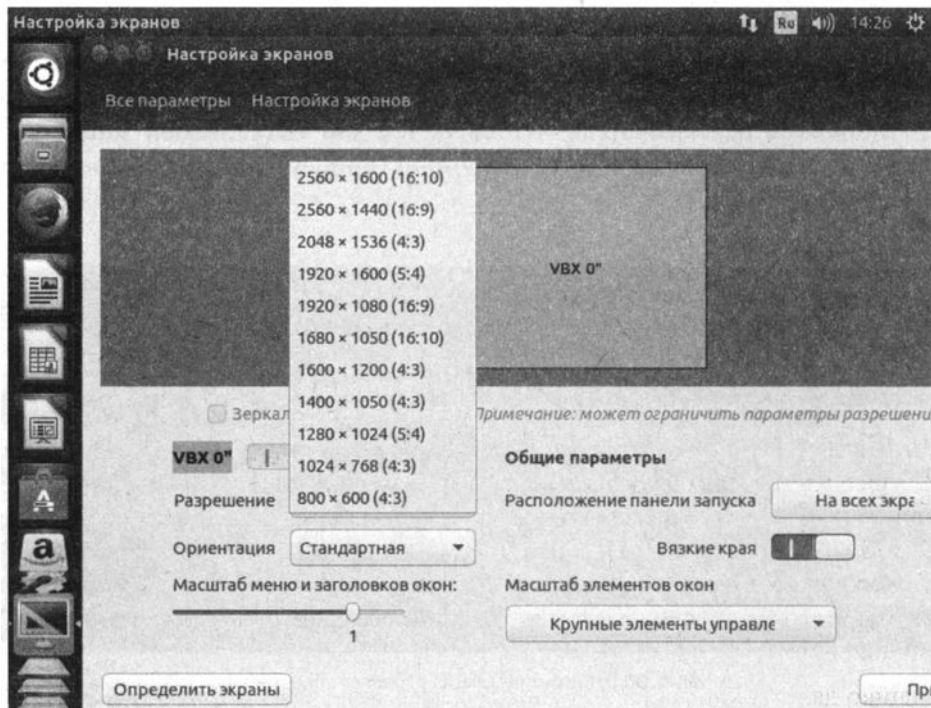 Настройка экранов
Ru 14:26
Настройка экранов
Все параметры Настройка экранов
2560 × 1600 (16:10)
2560 × 1440 (16:9)
2048 × 1536 (4:3)
1920 × 1600 (5:4)
1920 × 1080 (16:9)
1680 × 1050 (16:10)
1600 × 1200 (4:3)
1400 × 1050 (4:3)
1280 × 1024 (5:4)
1024 × 768 (4:3)
800 × 600 (4:3)
VBX 0"
Зеркал
Примечание: может ограничить параметры разрешени
VBX 0"
Разрешение
Ориентация Стандартная
Масштаб меню и заголовков окон:
1
Общие параметры
Расположение панели запуска На всех экра
Вязкие края
Масштаб элементов окон
Крупные элементы управле
Определить экраны
При